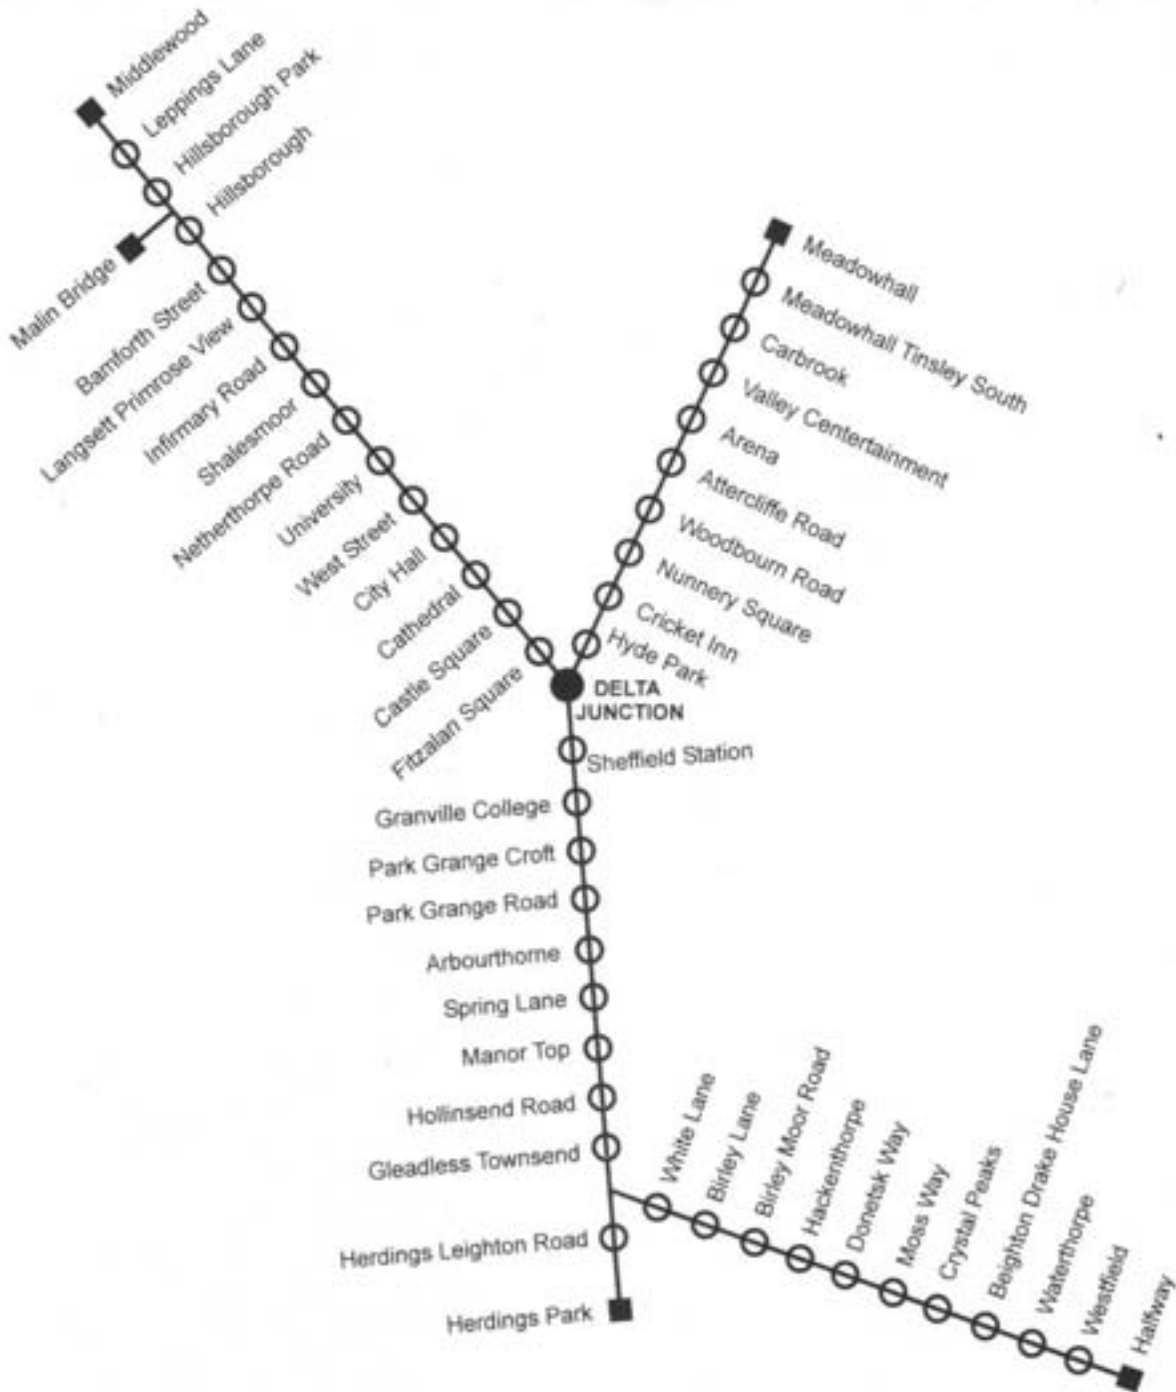 Middlewood
Leppings Lane
Hillsborough Park
Hillsborough
Malin Bridge
Bamforth Street
Langsett Primrose View
Infirmary Road
Shalesmoor
Netherthorpe Road
University
West Street
City Hall
Cathedral
Castle Square
Fitzalan Square
Meadowhall
Meadowhall Tinsley South
Carbrook
Valley Centertainment
Arena
Attercliffe Road
Woodbourn Road
Nunnery Square
Cricket Inn
Hyde Park
DELTA
JUNCTION
Sheffield Station
Granville College
Park Grange Croft
Park Grange Road
Arbourthorne
Spring Lane
Manor Top
Hollinsend Road
Gleadless Townsend
Herdings Leighton Road
Herdings Park
White Lane
Birley Lane
Birley Moor Road
Hackenthorpe
Donetsk Way
Moss Way
Crystal Peaks
Beighton Drake House Lane
Waterthorpe
Westfield
Halfway